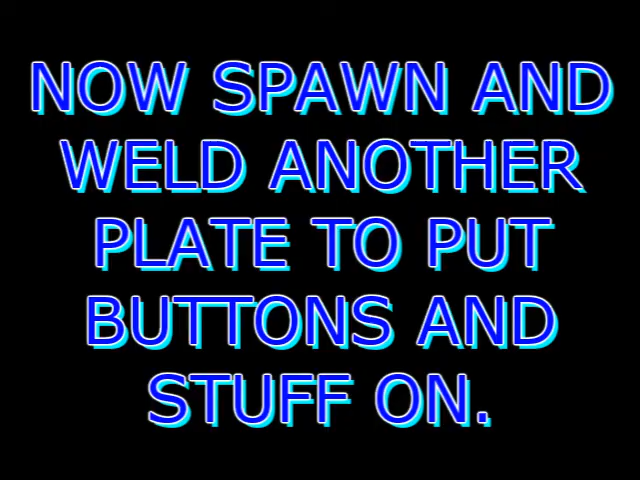 NOW SPAWN AND
WELD ANOTHER
PLATE TO PUT
BUTTONS AND
STUFF ON.